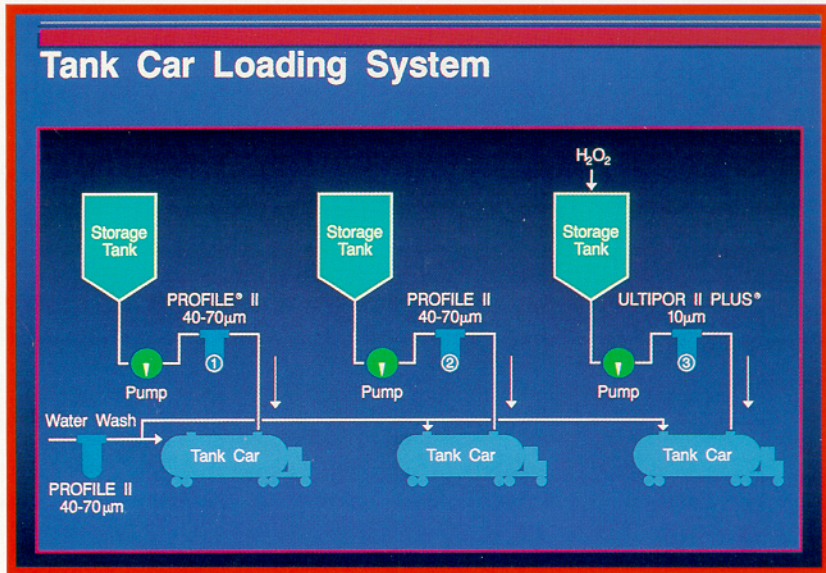 Tank Car Loading System
H₂O₂
Storage
Tank
Storage
Tank
Storage
Tank
PROFILE® II
40-70μm
PROFILE II
40-70μm
ULTIPOR II PLUS®
10μm
1
2
3
Pump
Pump
Pump
Water Wash
Tank Car
Tank Car
Tank Car
PROFILE II
40-70μm